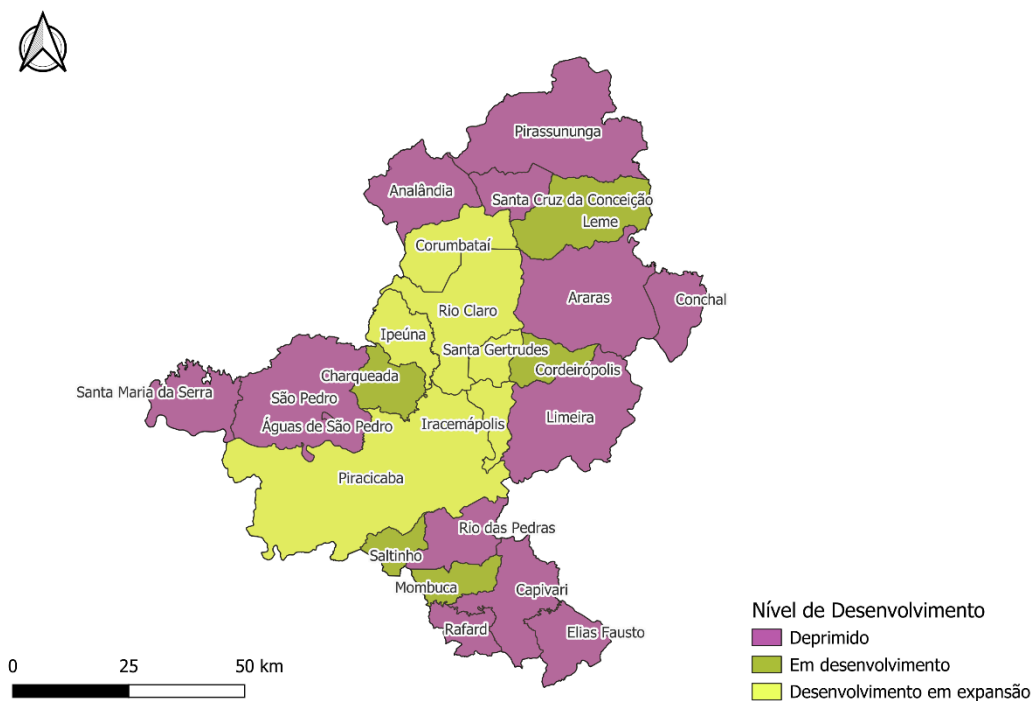 Pirassununga
Analândia
Santa Cruz da Conceição
Leme
Corumbataí
Araras
Conchal
Rio Claro
Ipeúna
Santa Gertrudes
Charqueada
Cordeirópolis
Santa Maria da Serra
São Pedro
Águas de São Pedro
Iracemápolis
Limeira
Piracicaba
Rio das Pedras
Saltinho
Mombuca
Capivari
Rafard
Elias Fausto
Nível de Desenvolvimento
Deprimido
Em desenvolvimento
Desenvolvimento em expansão
0 25 50 km